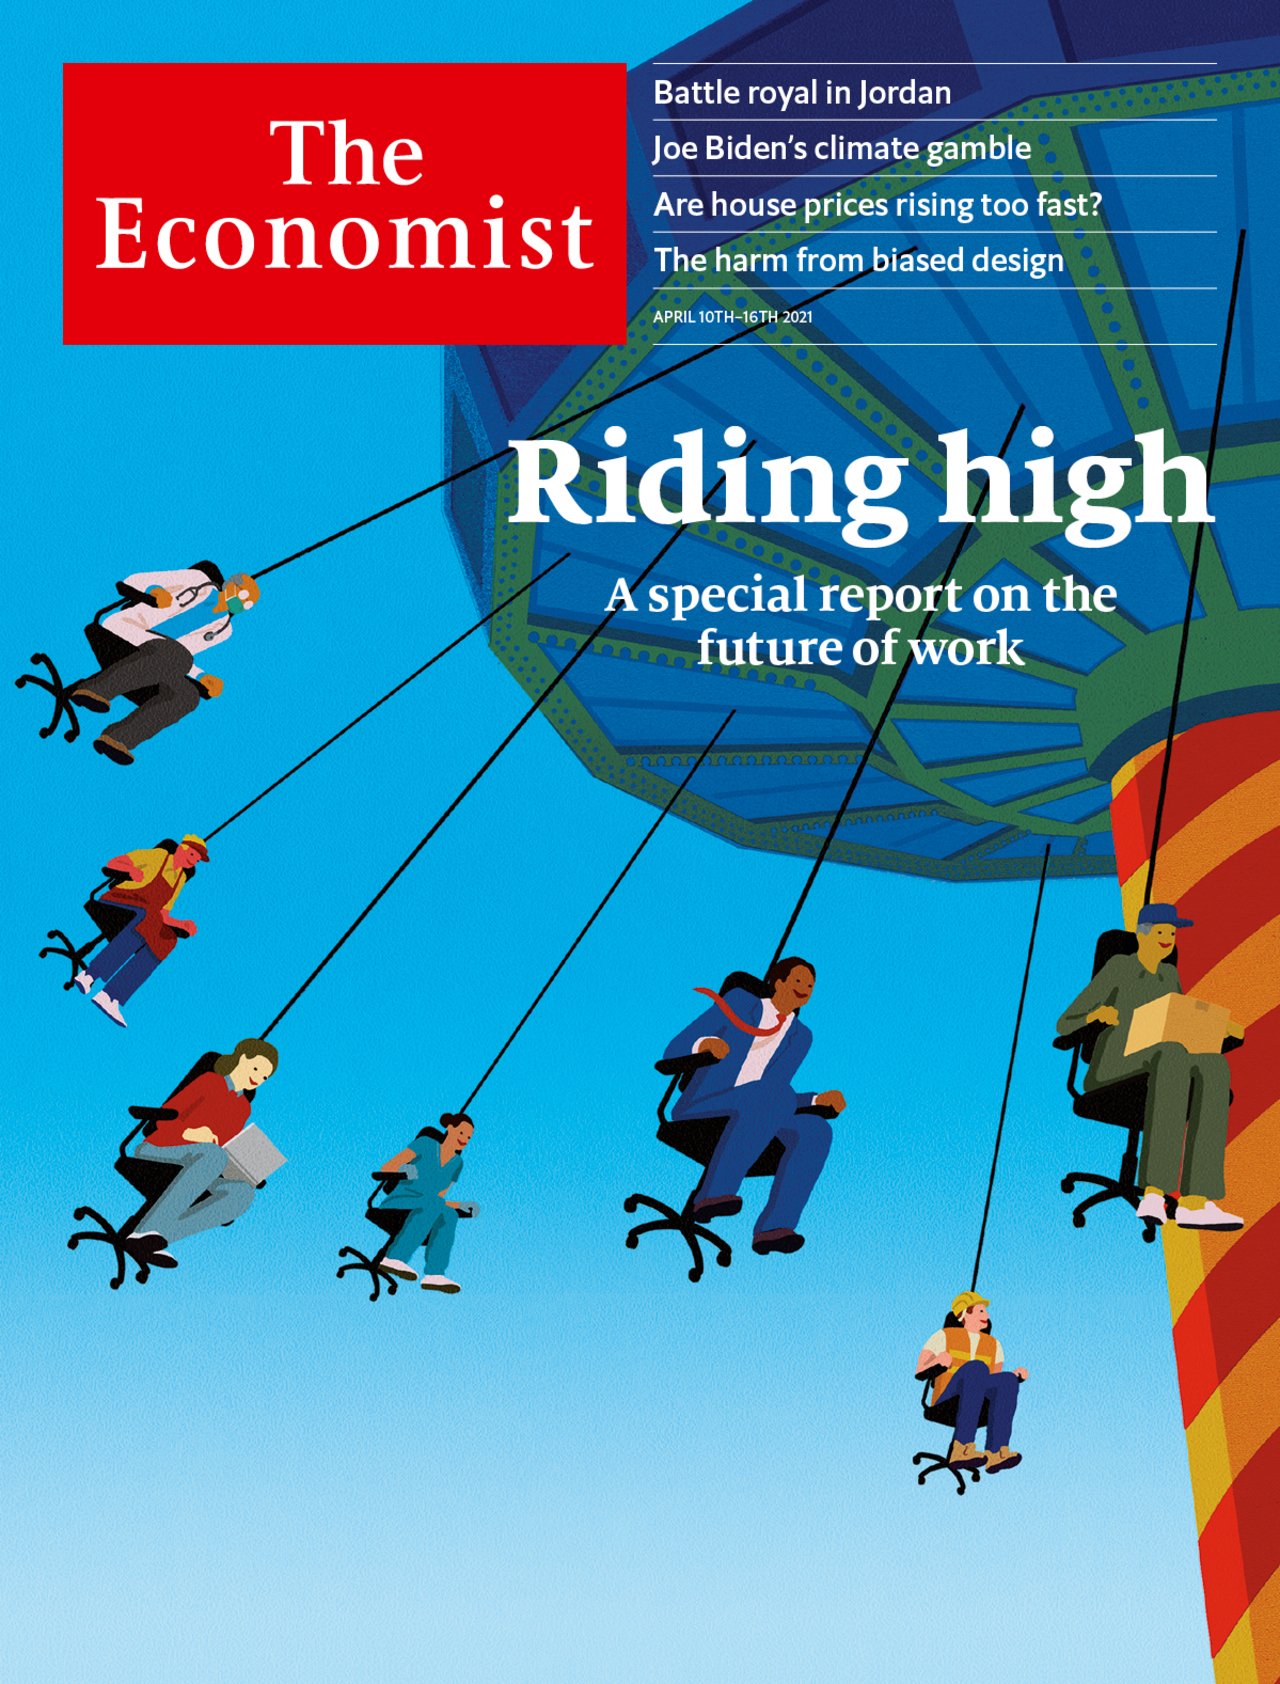 The
Economist
Battle royal in Jordan
Joe Biden’s climate gamble
Are house prices rising too fast?
The harm from biased design
APRIL 10TH–16TH 2021
Riding high
A special report on the
future of work